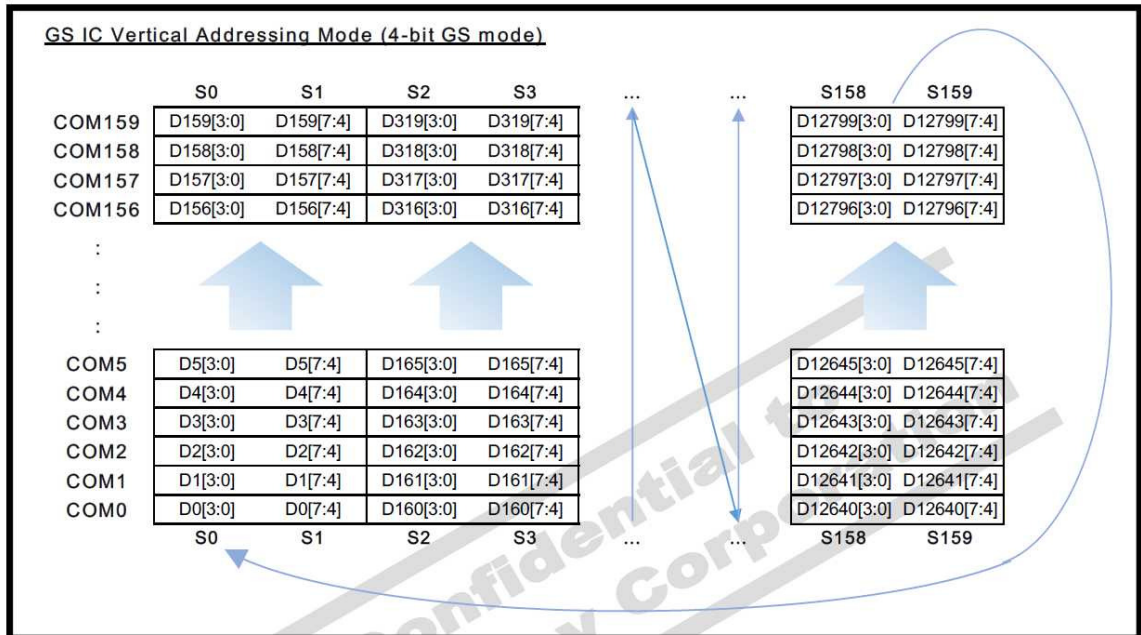 GS IC Vertical Addressing Mode (4-bit GS mode)
S0 S1 S2 S3 ... ... S158 S159
COM159 D159[3:0] D159[7:4] D319[3:0] D319[7:4] D12799[3:0] D12799[7:4]
COM158 D158[3:0] D158[7:4] D318[3:0] D318[7:4] D12798[3:0] D12798[7:4]
COM157 D157[3:0] D157[7:4] D317[3:0] D317[7:4] D12797[3:0] D12797[7:4]
COM156 D156[3:0] D156[7:4] D316[3:0] D316[7:4] D12796[3:0] D12796[7:4]
:
:
:
COM5 D5[3:0] D5[7:4] D165[3:0] D165[7:4] D12645[3:0] D12645[7:4]
COM4 D4[3:0] D4[7:4] D164[3:0] D164[7:4] D12644[3:0] D12644[7:4]
COM3 D3[3:0] D3[7:4] D163[3:0] D163[7:4] D12643[3:0] D12643[7:4]
COM2 D2[3:0] D2[7:4] D162[3:0] D162[7:4] D12642[3:0] D12642[7:4]
COM1 D1[3:0] D1[7:4] D161[3:0] D161[7:4] D12641[3:0] D12641[7:4]
COM0 D0[3:0] D0[7:4] D160[3:0] D160[7:4] D12640[3:0] D12640[7:4]
S0 S1 S2 S3 ... ... S158 S159
Confidential to
Corporation